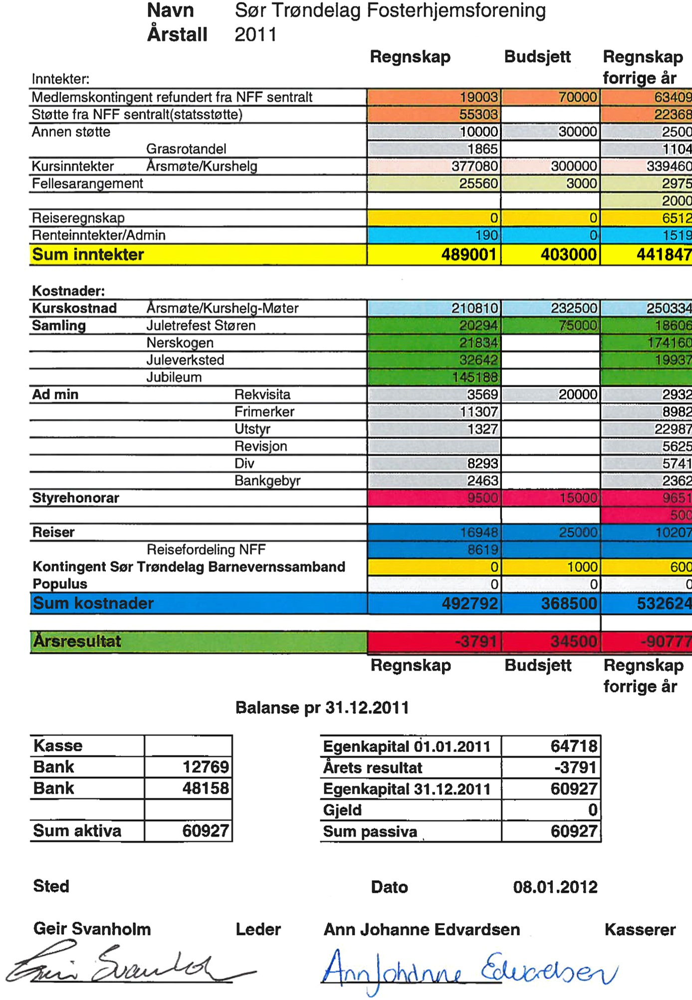 Navn Sør Trøndelag Fosterhjemsforening
Årstall 2011
Regnskap Budsjett Regnskap
Inntekter: forrige år
Medlemskontingent refundert fra NFF sentralt 19003 70000 63409
Støtte fra NFF sentralt(statsstøtte) 55303 22368
Annen støtte 10000 30000 2500
Grasrotandel 1865 1104
Kursinntekter Årsmøte/Kurshelg 377080 300000 339460
Fellesarangement 25560 3000 2975
2000
Reiseregnskap 0 0 6512
Renteinntekter/Admin 190 0 1519
Sum inntekter 489001 403000 441847
Kostnader:
Kurskostnad Årsmøte/Kurshelg-Møter 210810 232500 250334
Samling Juletrefest Støren 20294 75000 18606
Nerskogen 21834 174160
Juleverksted 32642 19937
Jubileum 145188
Ad min Rekvisita 3569 20000 2932
Frimerker 11307 8982
Utstyr 1327 22987
Revisjon 5625
Div 8293 5741
Bankgebyr 2463 2362
Styrehonorar 9500 15000 9651
500
Reiser 16948 25000 10207
Reisefordeling NFF 8619
Kontingent Sør Trøndelag Barnevernssamband 0 1000 600
Populus 0 0 0
Sum kostnader 492792 368500 532624
Årsresultat -3791 34500 -90777
Regnskap Budsjett Regnskap
forrige år
Balanse pr 31.12.2011
Kasse Egenkapital 01.01.2011 64718
Bank 12769 Årets resultat -3791
Bank 48158 Egenkapital 31.12.2011 60927
Gjeld 0
Sum aktiva 60927 Sum passiva 60927
Sted Dato 08.01.2012
Geir Svanholm Leder Ann Johanne Edvardsen Kasserer
Geir Svanholm Ann Johanne Edvardsen